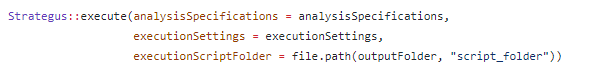 Strategus::execute(analysisSpecifications = analysisSpecifications,
                   executionSettings = executionSettings,
                   executionScriptFolder = file.path(outputFolder, "script_folder"))